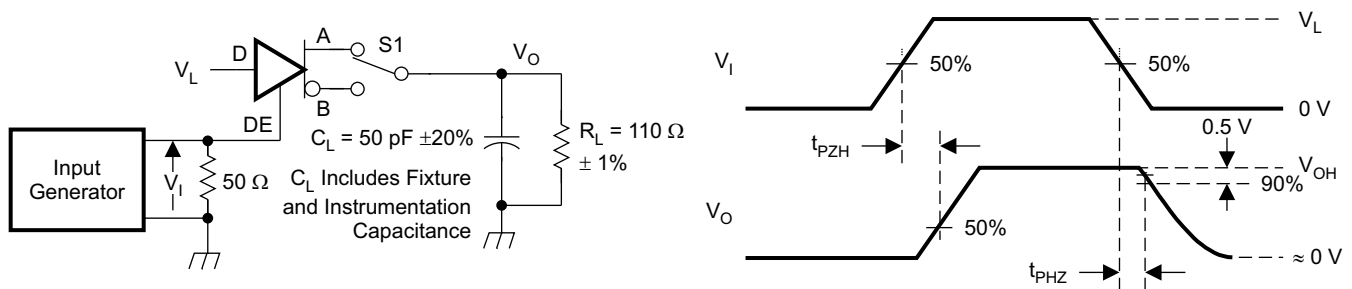 D
V_L
A
S1
B
DE
V_O
C_L = 50 pF ±20%
R_L = 110 Ω
± 1%
Input
Generator
V_I
50 Ω
C_L Includes Fixture
and Instrumentation
Capacitance
V_L
V_I
50%
50%
0 V
0.5 V
t_PZH
V_OH
90%
V_O
50%
≈ 0 V
t_PHZ